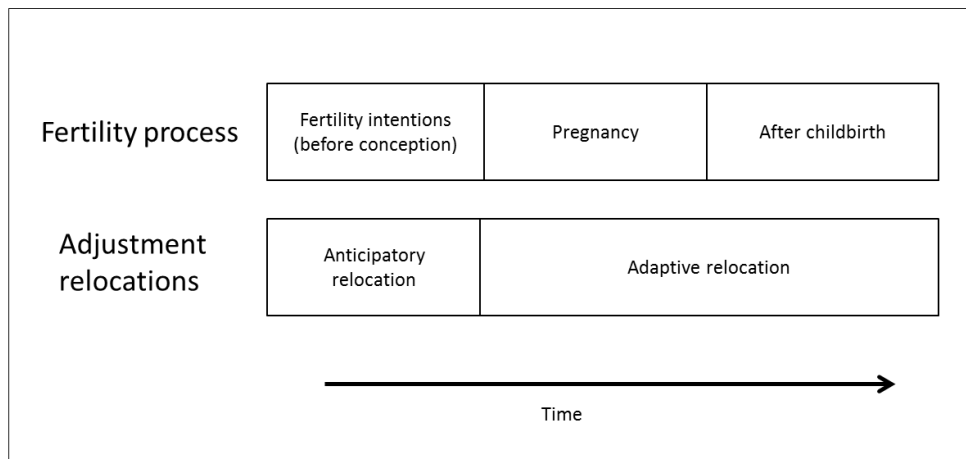 Fertility process
Fertility intentions
(before conception)
Pregnancy
After childbirth
Adjustment
relocations
Anticipatory
relocation
Adaptive relocation
Time